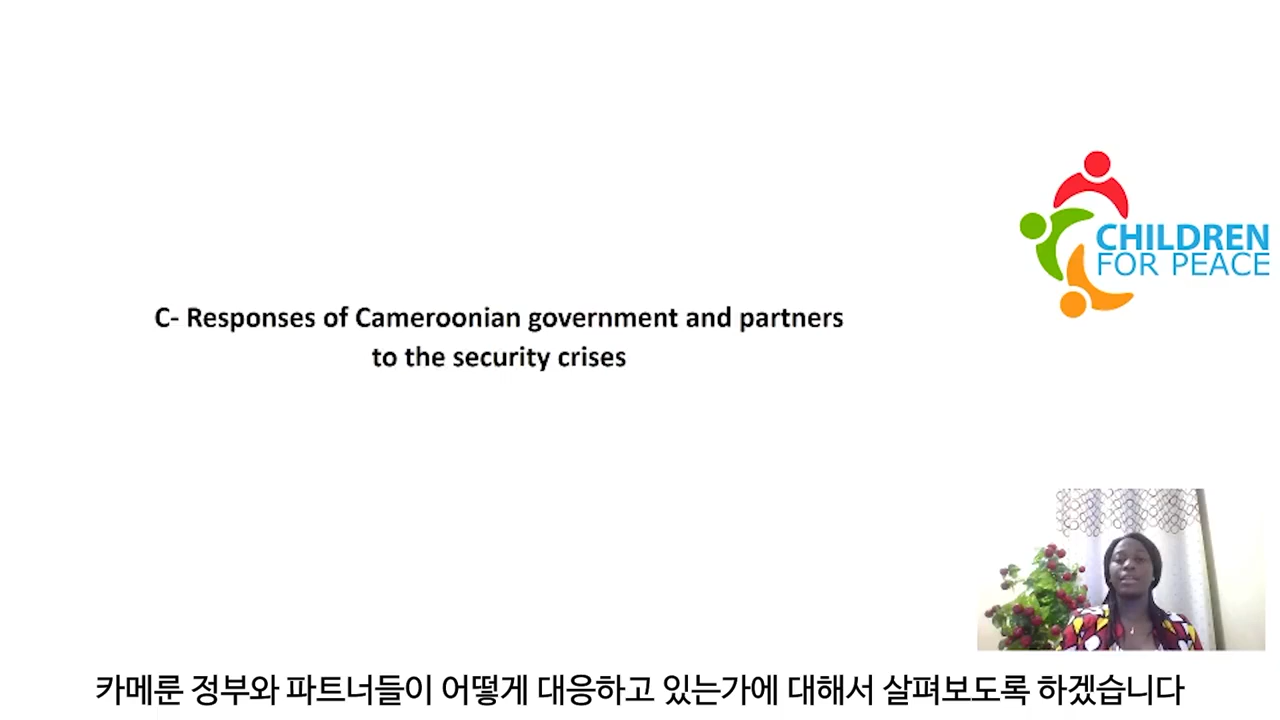 CHILDREN
FOR PEACE
C- Responses of Cameroonian government and partners
to the security crises
카메룬 정부와 파트너들이 어떻게 대응하고 있는가에 대해서 살펴보도록 하겠습니다